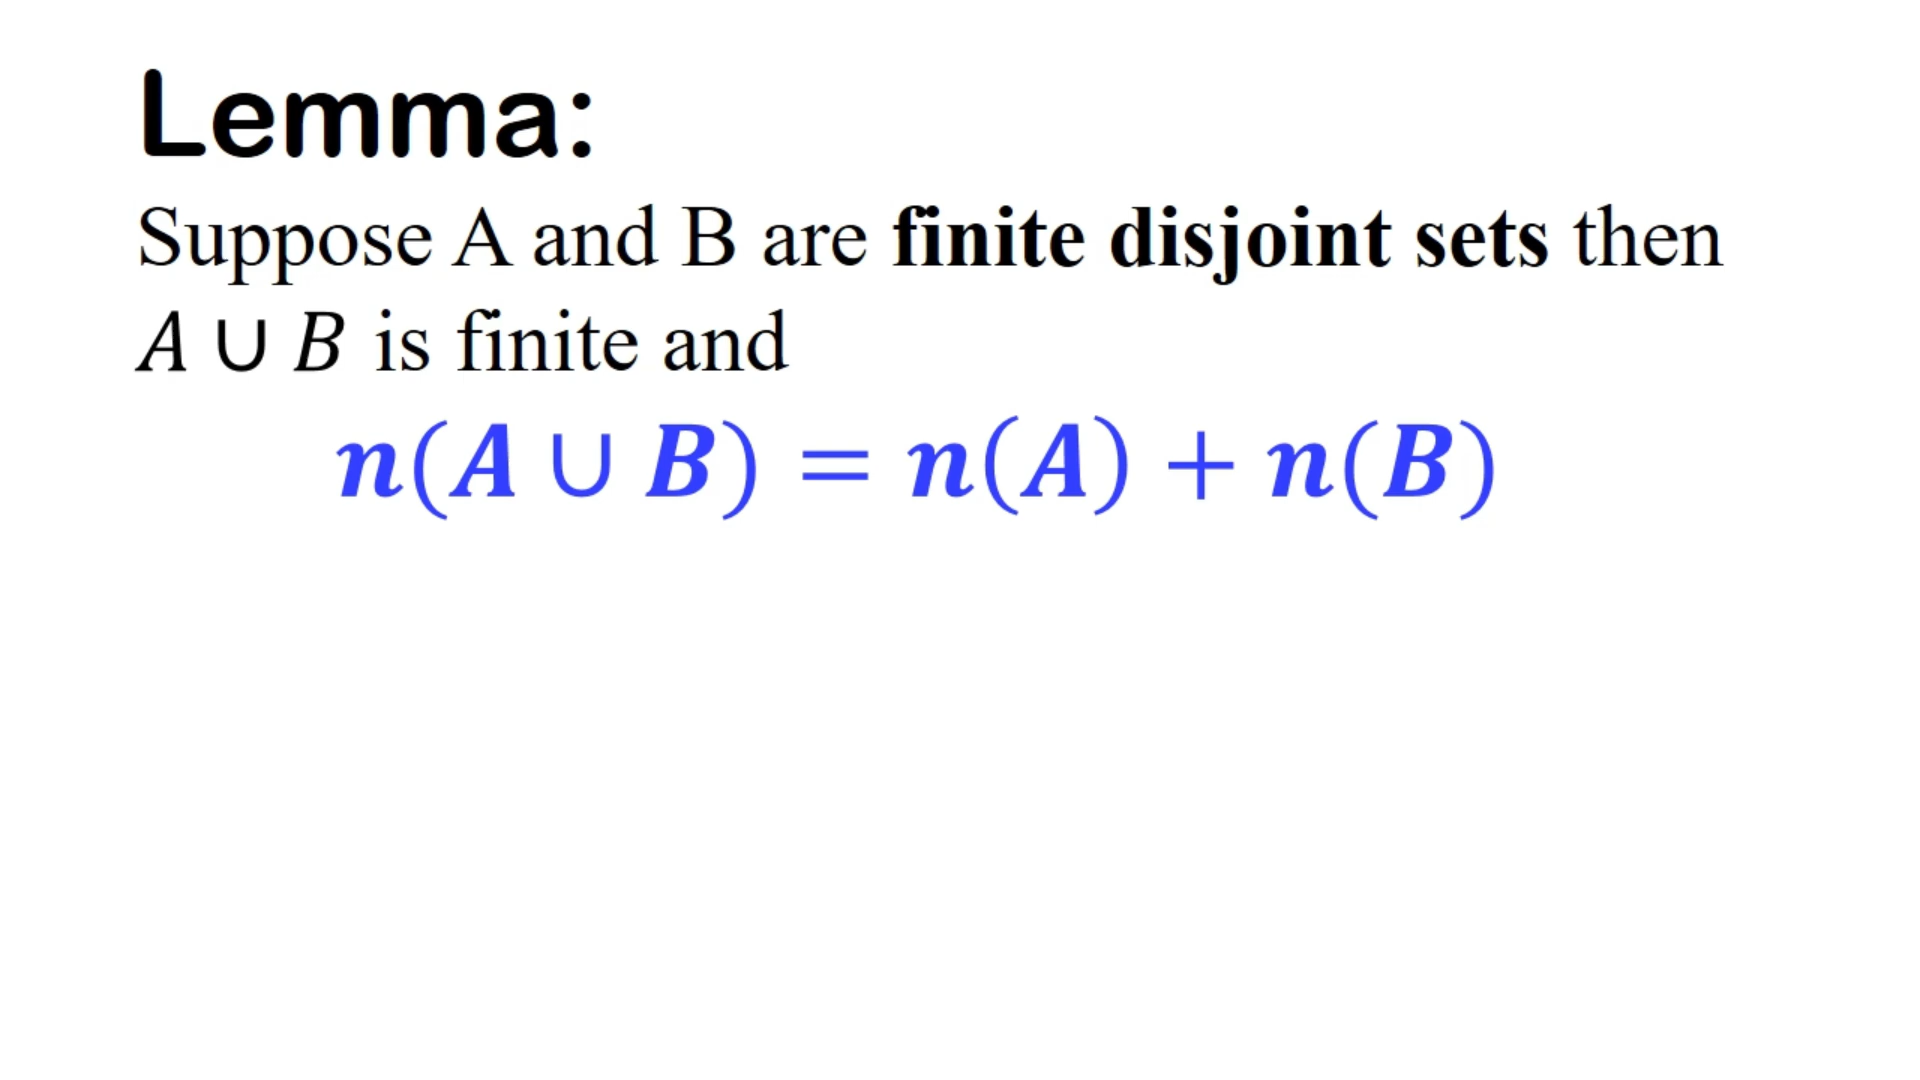 Lemma:
Suppose A and B are finite disjoint sets then
A ∪ B is finite and
n(A ∪ B) = n(A) + n(B)